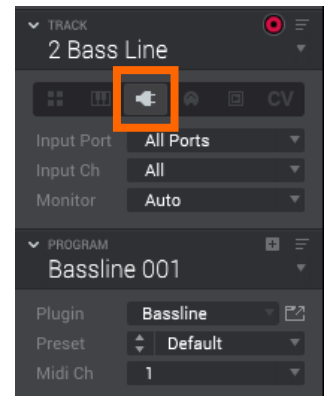 TRACK
2 Bass Line
CV
Input Port All Ports
Input Ch All
Monitor Auto
PROGRAM
Bassline 001
Plugin Bassline
Preset Default
Midi Ch 1